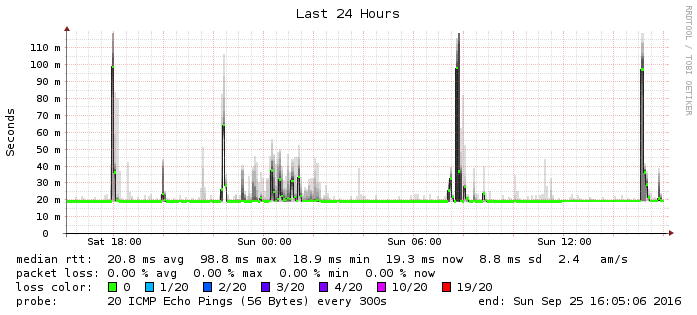 Last 24 Hours
RRDTOOL / TOBI OETIKER
Seconds
110 m
100 m
90 m
80 m
70 m
60 m
50 m
40 m
30 m
20 m
10 m
0
Sat 18:00 Sun 00:00 Sun 06:00 Sun 12:00
median rtt: 20.8 ms avg 98.8 ms max 18.9 ms min 19.3 ms now 8.8 ms sd 2.4 am/s
packet loss: 0.00 % avg 0.00 % max 0.00 % min 0.00 % now
loss color: 0 1/20 2/20 3/20 4/20 10/20 19/20
probe: 20 ICMP Echo Pings (56 Bytes) every 300s end: Sun Sep 25 16:05:06 2016